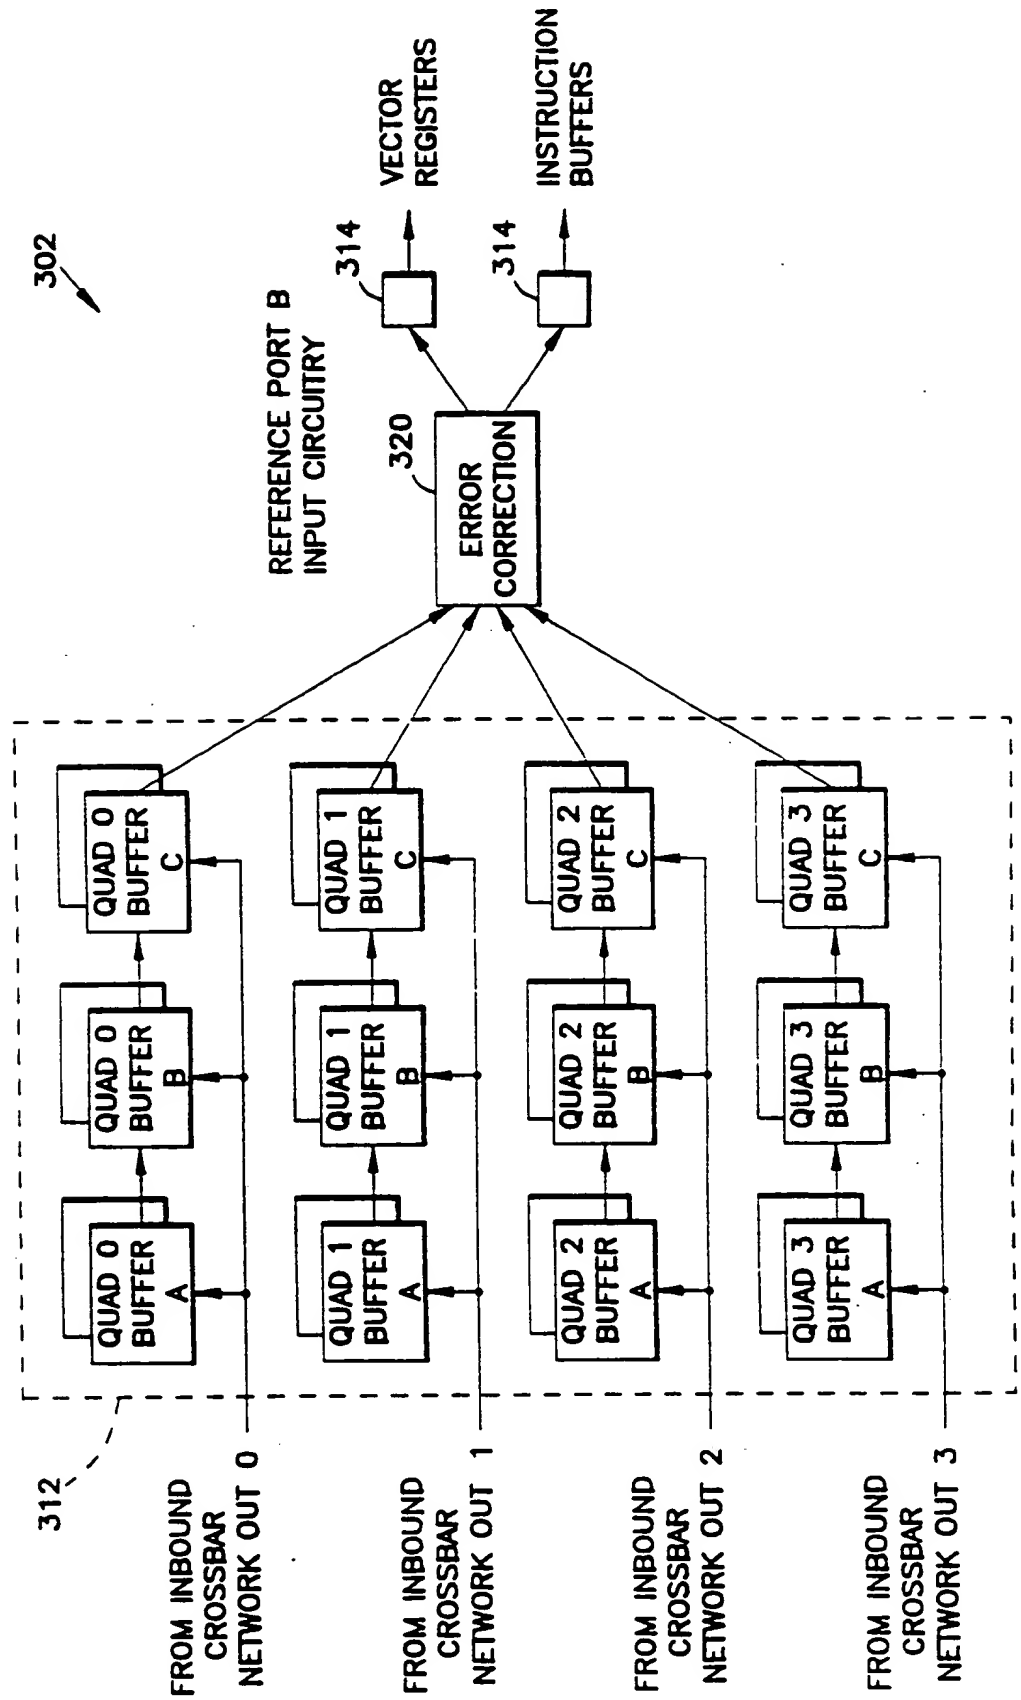 302
REFERENCE PORT B
INPUT CIRCUITRY
312
FROM INBOUND
CROSSBAR
NETWORK OUT 0
QUAD 0
BUFFER
A
QUAD 0
BUFFER
B
QUAD 0
BUFFER
C
FROM INBOUND
CROSSBAR
NETWORK OUT 1
QUAD 1
BUFFER
A
QUAD 1
BUFFER
B
QUAD 1
BUFFER
C
FROM INBOUND
CROSSBAR
NETWORK OUT 2
QUAD 2
BUFFER
A
QUAD 2
BUFFER
B
QUAD 2
BUFFER
C
FROM INBOUND
CROSSBAR
NETWORK OUT 3
QUAD 3
BUFFER
A
QUAD 3
BUFFER
B
QUAD 3
BUFFER
C
320
ERROR
CORRECTION
314
VECTOR
REGISTERS
314
INSTRUCTION
BUFFERS